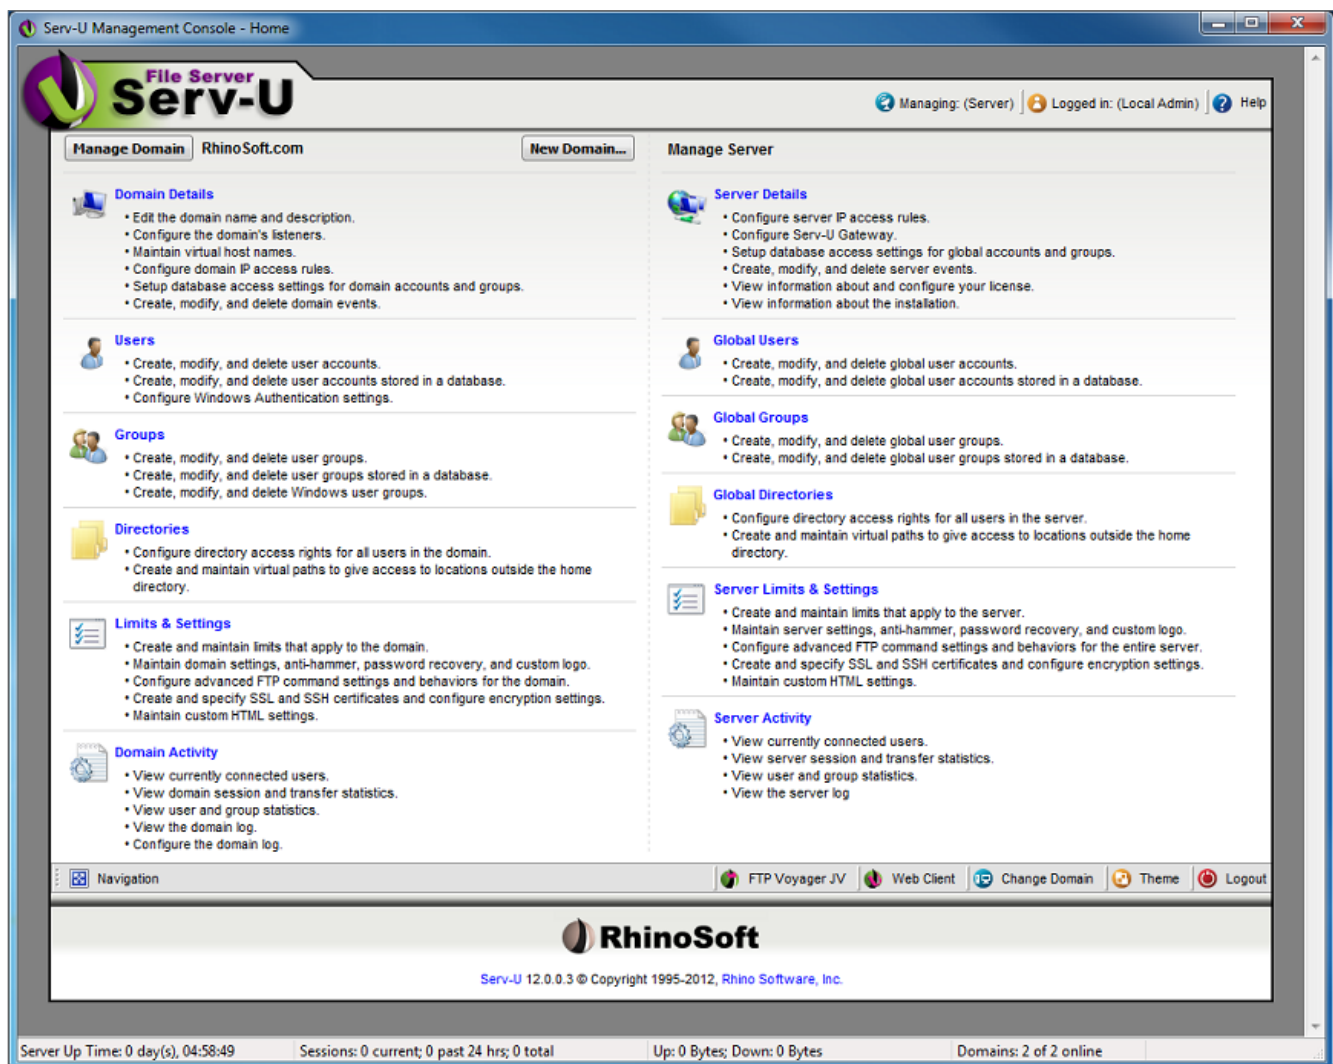 Serv-U Management Console - Home
File Server
Serv-U
Managing: (Server) Logged in: (Local Admin) Help
Manage Domain RhinoSoft.com New Domain...
Domain Details
• Edit the domain name and description.
• Configure the domain's listeners.
• Maintain virtual host names.
• Configure domain IP access rules.
• Setup database access settings for domain accounts and groups.
• Create, modify, and delete domain events.
Users
• Create, modify, and delete user accounts.
• Create, modify, and delete user accounts stored in a database.
• Configure Windows Authentication settings.
Groups
• Create, modify, and delete user groups.
• Create, modify, and delete user groups stored in a database.
• Create, modify, and delete Windows user groups.
Directories
• Configure directory access rights for all users in the domain.
• Create and maintain virtual paths to give access to locations outside the home
directory.
Limits & Settings
• Create and maintain limits that apply to the domain.
• Maintain domain settings, anti-hammer, password recovery, and custom logo.
• Configure advanced FTP command settings and behaviors for the domain.
• Create and specify SSL and SSH certificates and configure encryption settings.
• Maintain custom HTML settings.
Domain Activity
• View currently connected users.
• View domain session and transfer statistics.
• View user and group statistics.
• View the domain log.
• Configure the domain log.
Manage Server
Server Details
• Configure server IP access rules.
• Configure Serv-U Gateway.
• Setup database access settings for global accounts and groups.
• Create, modify, and delete server events.
• View information about and configure your license.
• View information about the installation.
Global Users
• Create, modify, and delete global user accounts.
• Create, modify, and delete global user accounts stored in a database.
Global Groups
• Create, modify, and delete global user groups.
• Create, modify, and delete global user groups stored in a database.
Global Directories
• Configure directory access rights for all users in the server.
• Create and maintain virtual paths to give access to locations outside the home
directory.
Server Limits & Settings
• Create and maintain limits that apply to the server.
• Maintain server settings, anti-hammer, password recovery, and custom logo.
• Configure advanced FTP command settings and behaviors for the entire server.
• Create and specify SSL and SSH certificates and configure encryption settings.
• Maintain custom HTML settings.
Server Activity
• View currently connected users.
• View server session and transfer statistics.
• View user and group statistics.
• View the server log
Navigation FTP Voyager JV Web Client Change Domain Theme Logout
RhinoSoft
Serv-U 12.0.0.3 © Copyright 1995-2012, Rhino Software, Inc.
Server Up Time: 0 day(s), 04:58:49 Sessions: 0 current; 0 past 24 hrs; 0 total Up: 0 Bytes; Down: 0 Bytes Domains: 2 of 2 online